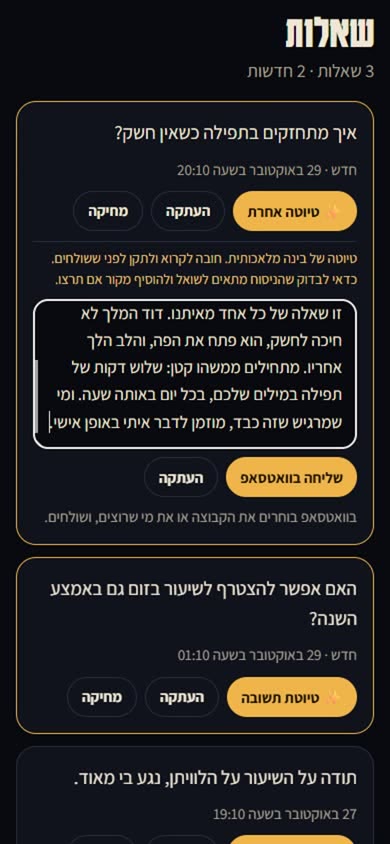 שאלות
3 שאלות · 2 חדשות
איך מתחזקים בתפילה כשאין חשק?
חדש · 29 באוקטובר בשעה 20:10
טיוטה אחרת
העתקה
מחיקה
טיוטה של בינה מלאכותית. חובה לקרוא ולתקן לפני ששולחים.
כדאי לבדוק שהניסוח מתאים לשואל ולהוסיף מקור אם תרצו.
זו שאלה של כל אחד מאיתנו. דוד המלך לא
חיכה לחשק, הוא פתח את הפה, והלב הלך
אחריו. מתחילים ממשהו קטן: שלוש דקות של
תפילה במילים שלכם, בכל יום באותה שעה. ומי
שמרגיש שזה כבד, מוזמן לדבר איתי באופן אישי.
שליחה בוואטסאפ
העתקה
בוואטסאפ בוחרים את הקבוצה או את מי שרוצים, ושולחים.
האם אפשר להצטרף לשיעור בזום גם באמצע
השנה?
חדש · 29 באוקטובר בשעה 01:10
טיוטת תשובה
העתקה
מחיקה
תודה על השיעור על הלוויתן, נגע בי מאוד.
27 באוקטובר בשעה 19:10